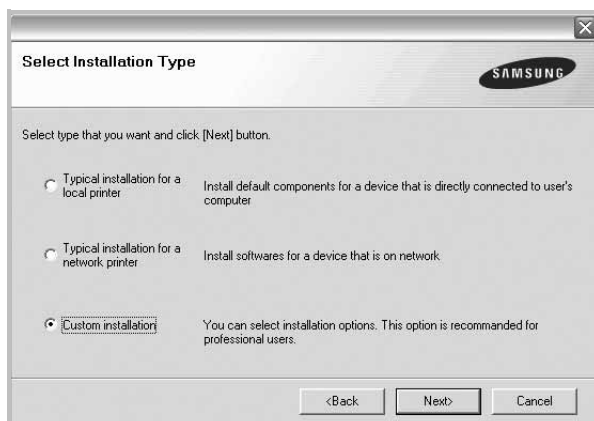 Select Installation Type
SAMSUNG
Select type that you want and click [Next] button.
Typical installation for a
local printer
Install default components for a device that is directly connected to user's
computer
Typical installation for a
network printer
Install softwares for a device that is on network
Custom installation
You can select installation options. This option is recommanded for
professional users.
<Back
Next>
Cancel